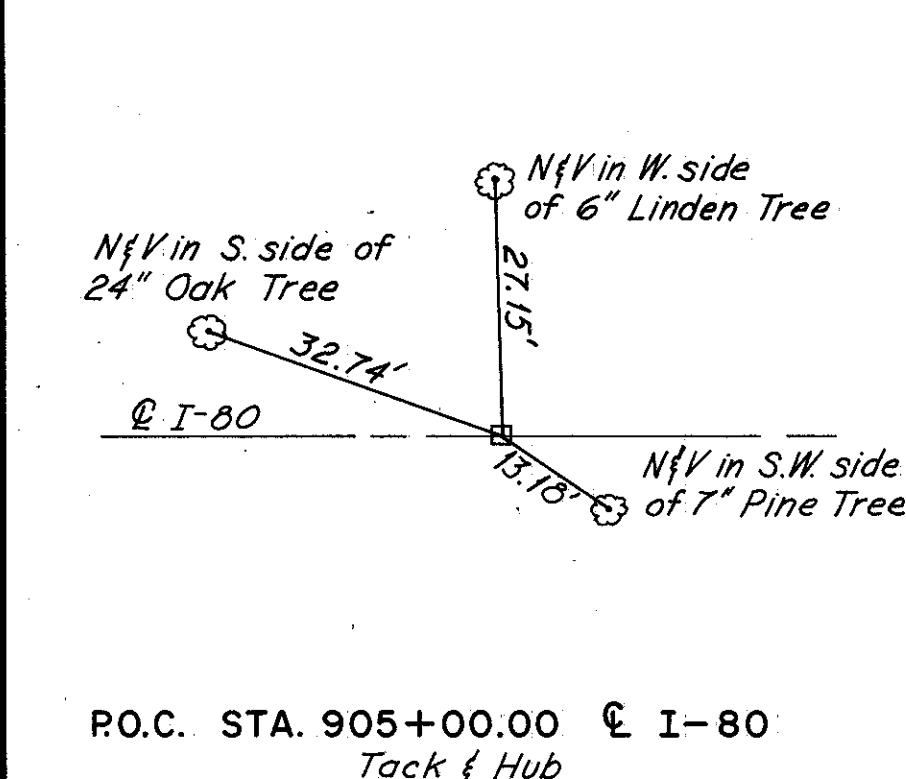 N&V in W. side
of 6" Linden Tree
N&V in S. side of
24" Oak Tree
27.15'
32.74'
℄ I-80
13.18'
N&V in S.W. side
of 7" Pine Tree
P.O.C. STA. 905+00.00 ℄ I-80
Tack & Hub